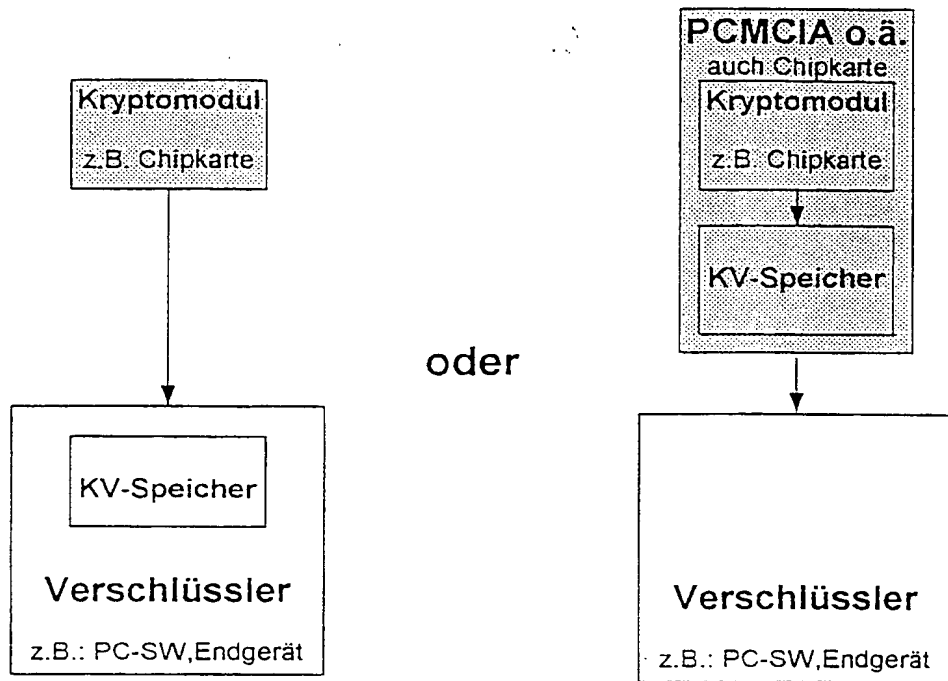 Kryptomodul
z.B. Chipkarte
KV-Speicher
Verschlüssler
z.B.: PC-SW,Endgerät
oder
PCMCIA o.ä.
auch Chipkarte
Kryptomodul
z.B. Chipkarte
KV-Speicher
Verschlüssler
z.B.: PC-SW,Endgerät